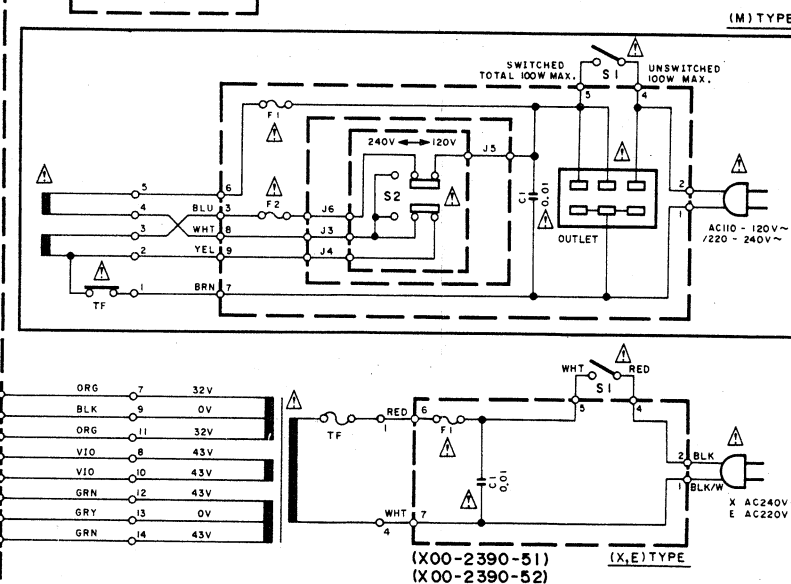 (M) TYPE
SWITCHED
TOTAL 100W MAX.
S1
UNSWITCHED
100W MAX.
5
4
F1
240V 120V
J5
5
6
S2
C1
0.01
2
4
BLU
3
F2
J6
1
3
WHT
8
J3
AC110 - 120V~
/220 - 240V~
2
YEL
9
J4
OUTLET
TF
1
BRN
7
WHT
RED
S1
5
4
ORG
7
32V
BLK
9
0V
ORG
11
32V
VIO
8
43V
VIO
10
43V
GRN
12
43V
GRY
13
0V
GRN
14
43V
TF
RED
1
6
F1
C1
0.01
2
BLK
1
BLK/W
WHT
4
7
X AC240V
E AC220V
(X00-2390-51)
(X,E) TYPE
(X00-2390-52)